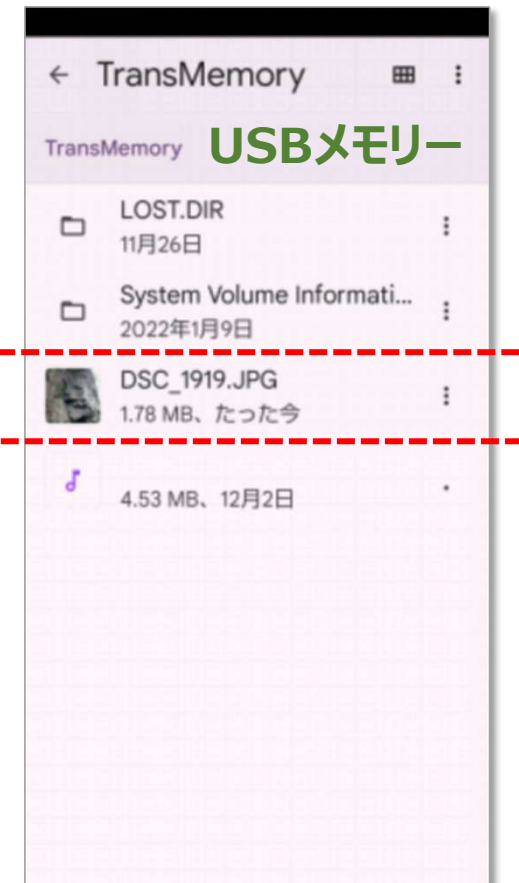 TransMemory
TransMemory
USBメモリー
LOST.DIR
11月26日
System Volume Informati...
2022年1月9日
DSC_1919.JPG
1.78 MB、たった今
4.53 MB、12月2日